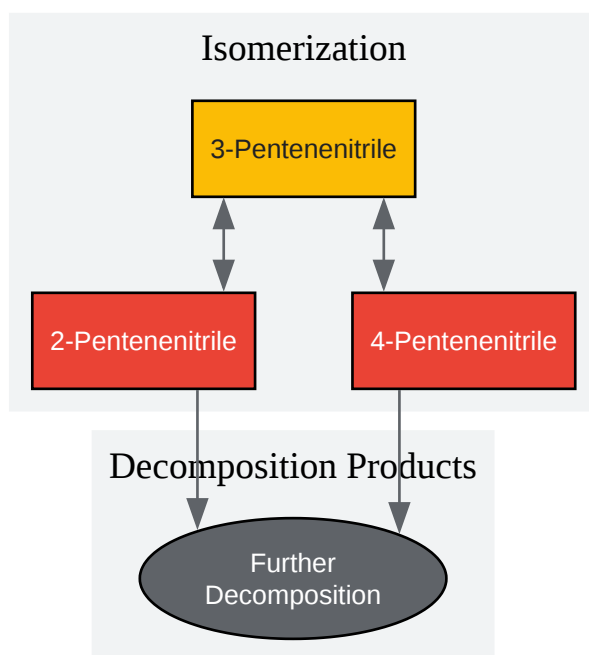 Isomerization
3-Pentenenitrile
2-Pentenenitrile
4-Pentenenitrile
Decomposition Products
Further
Decomposition